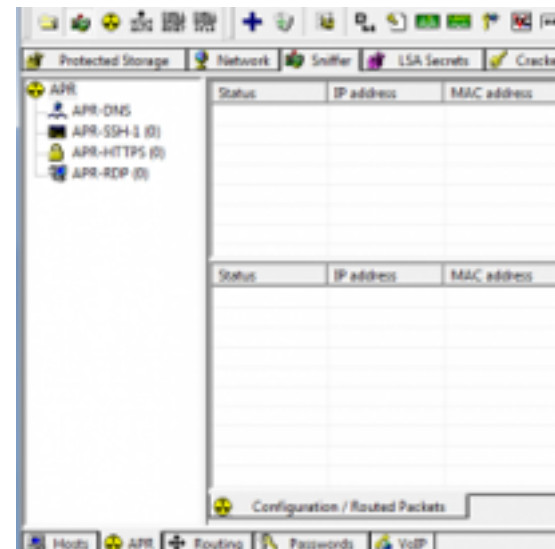 Protected Storage Network Sniffer LSA Secrets Cracke
APR
APR-DNS
APR-SSH-1 (0)
APR-HTTPS (0)
APR-RDP (0)
Status IP address MAC address
Status IP address MAC address
Configuration / Routed Packets
Hosts APR Routing Passwords VoIP